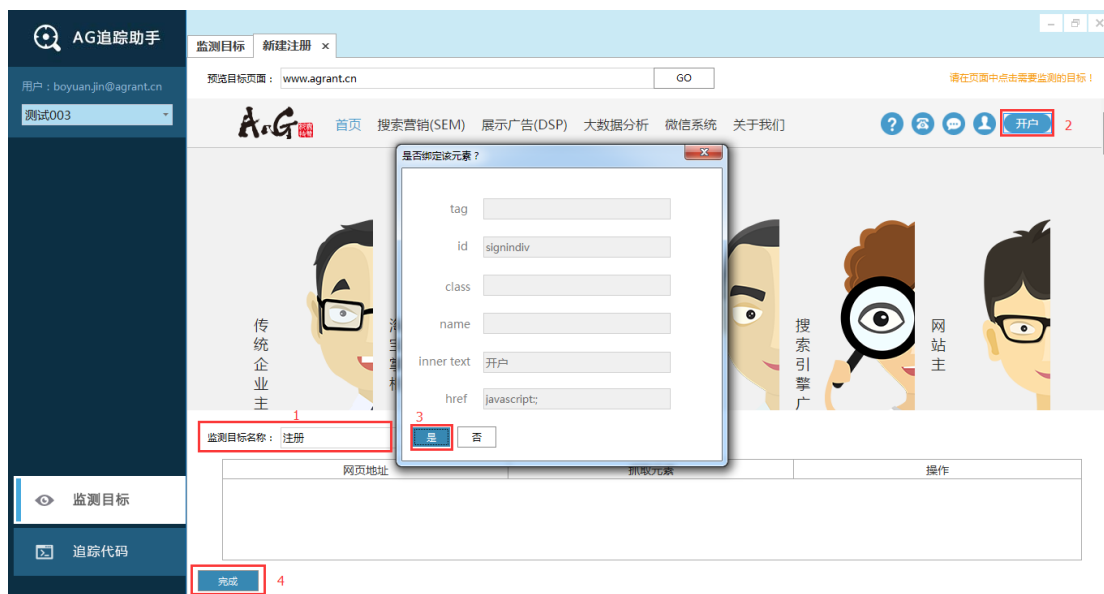 AG追踪助手
用户：boyuan.jin@agrant.cn
测试003
监测目标 新建注册 ×
预览目标页面： www.agrant.cn GO 请在页面中点击需要监测的目标！
A&G 首页 搜索营销(SEM) 展示广告(DSP) 大数据分析 微信系统 关于我们 开户 2
是否绑定该元素？
tag
id signindiv
class
name
inner text 开户
href javascript:;
3
是 否
传统企业主
搜索引擎广
网站主
1
监测目标名称： 注册
网页地址 抓取元素 操作
监测目标
追踪代码
完成 4